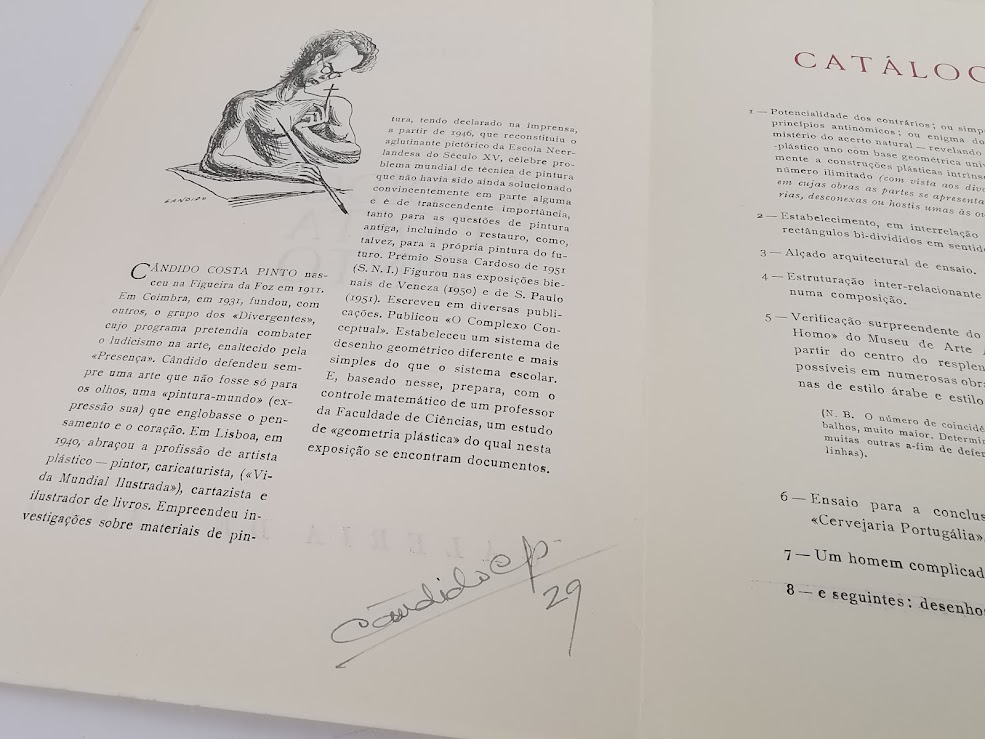 CANDIDO
CÂNDIDO COSTA PINTO nas-
ceu na Figueira da Foz em 1911.
Em Coimbra, em 1931, fundou, com
outros, o grupo dos «Divergentes»,
cujo programa pretendia combater
o ludicismo na arte, enaltecido pela
«Presença». Cândido defendeu sem-
pre uma arte que não fosse só para
os olhos, uma «pintura-mundo» (ex-
pressão sua) que englobasse o pen-
samento e o coração. Em Lisboa, em
1940, abraçou a profissão de artista
plástico — pintor, caricaturista, («Vi-
da Mundial Ilustrada»), cartazista e
ilustrador de livros. Empreendeu in-
vestigações sobre materiais de pin-
tura, tendo declarado na imprensa,
a partir de 1946, que reconstituiu o
aglutinante pictórico da Escola Neer-
landesa do Século XV, célebre pro-
blema mundial de técnica de pintura
que não havia sido ainda solucionado
convincentemente em parte alguma
e é de transcendente importância,
tanto para as questões de pintura
antiga, incluindo o restauro, como,
talvez, para a própria pintura do fu-
turo. Prémio Sousa Cardoso de 1951
(S. N. I.) Figurou nas exposições bie-
nais de Veneza (1950) e de S. Paulo
(1951). Escreveu em diversas publi-
cações. Publicou «O Complexo Con-
ceptual». Estabeleceu um sistema de
desenho geométrico diferente e mais
simples do que o sistema escolar.
E, baseado nesse, prepara, com o
controle matemático de um professor
da Faculdade de Ciências, um estudo
de «geometria plástica» do qual nesta
exposição se encontram documentos.
cândido cp
29
CATÁLOG
1 — Potencialidade dos contrários; ou simp
princípios antinómicos; ou enigma do
mistério do acerto natural — revelando
-plástico uno com base geométrica uni
mente a construções plásticas intrins
número ilimitado (com vista aos div
em cujas obras as partes se apresenta
rias, desconexas ou hostis umas às ou
2 — Estabelecimento, em interrelação
rectângulos bi-divididos em sentid
3 — Alçado arquitectural de ensaio.
4 — Estruturação inter-relacionante
numa composição.
5 — Verificação surpreendente do
Homo» do Museu de Arte
partir do centro do resplen
possíveis em numerosas obra
nas de estilo árabe e estilo
(N. B. O número de coincidê
balhos, muito maior. Determi
muitas outras a-fim de defe
linhas).
6 — Ensaio para a conclus
«Cervejaria Portugália»
7 — Um homem complicad
8 — e seguintes: desenho